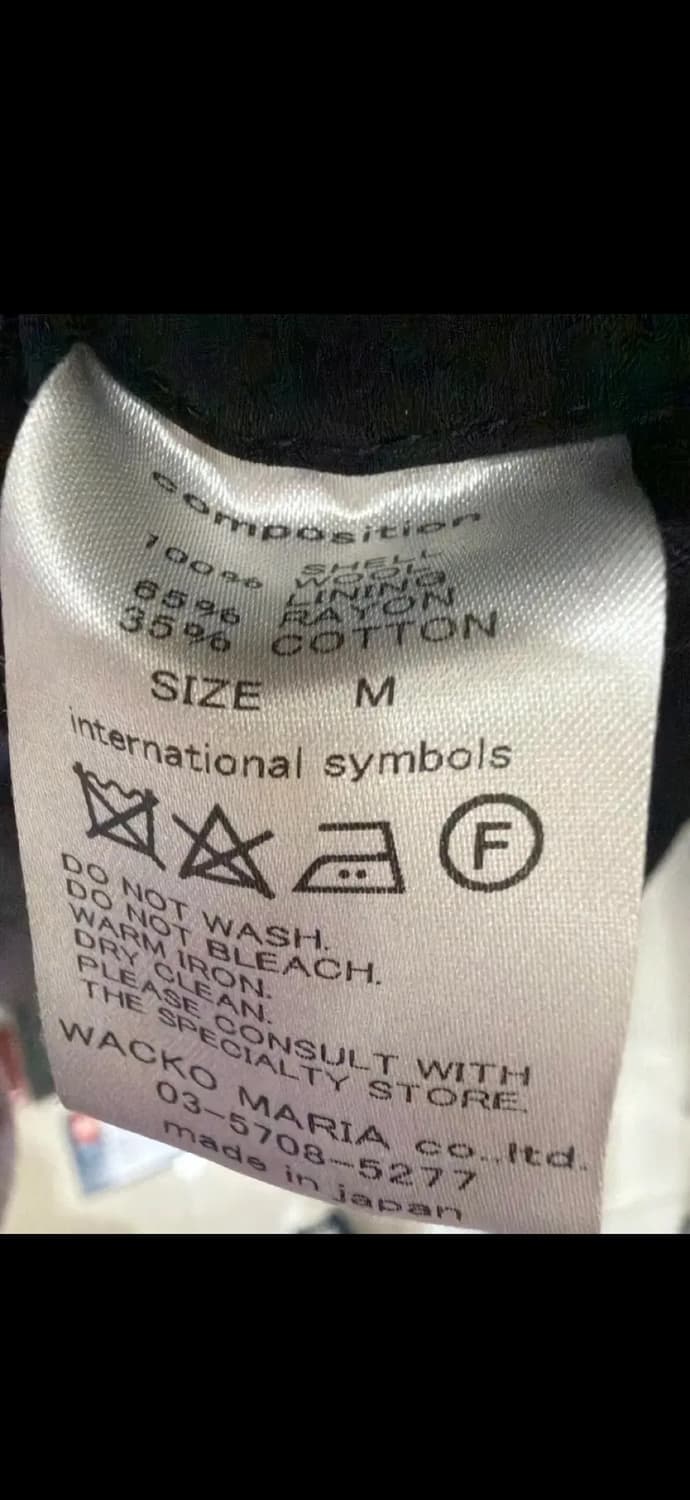 composition
SHELL
100% WOOL
LINING
65% RAYON
35% COTTON
SIZE M
international symbols
F
DO NOT WASH.
DO NOT BLEACH.
WARM IRON.
DRY CLEAN.
PLEASE CONSULT WITH
THE SPECIALTY STORE.
WACKO MARIA co.,ltd.
03-5708-5277
made in japan